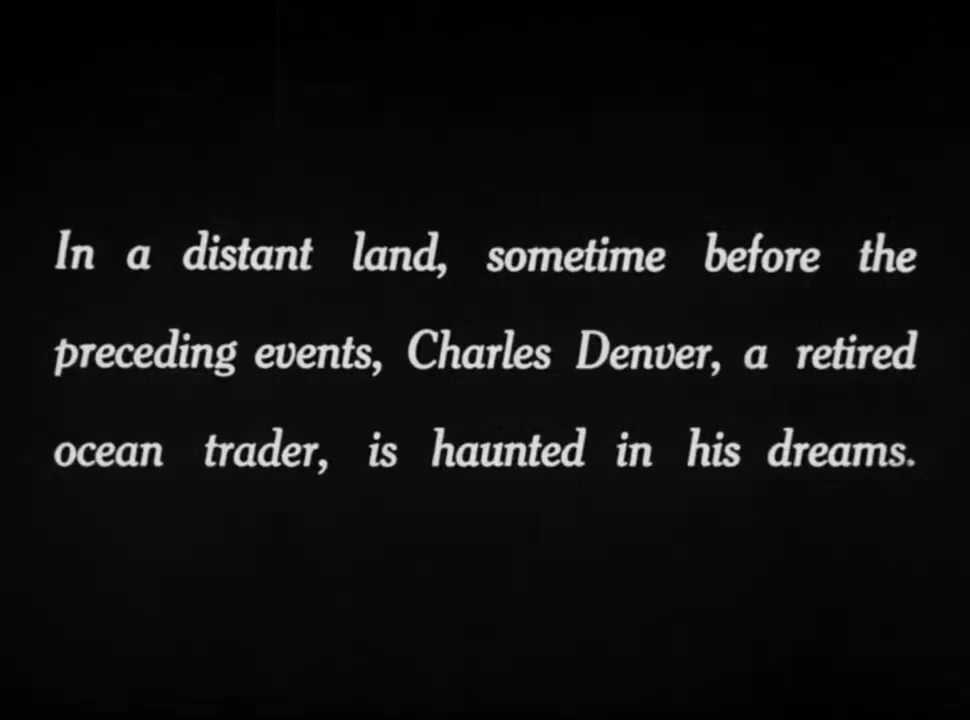 In a distant land, sometime before the
preceding events, Charles Denver, a retired
ocean trader, is haunted in his dreams.